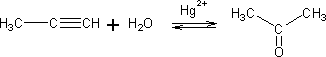 H₃C—C≡CH + H₂O ⇌ Hg²⁺ H₃C CH₃ C O